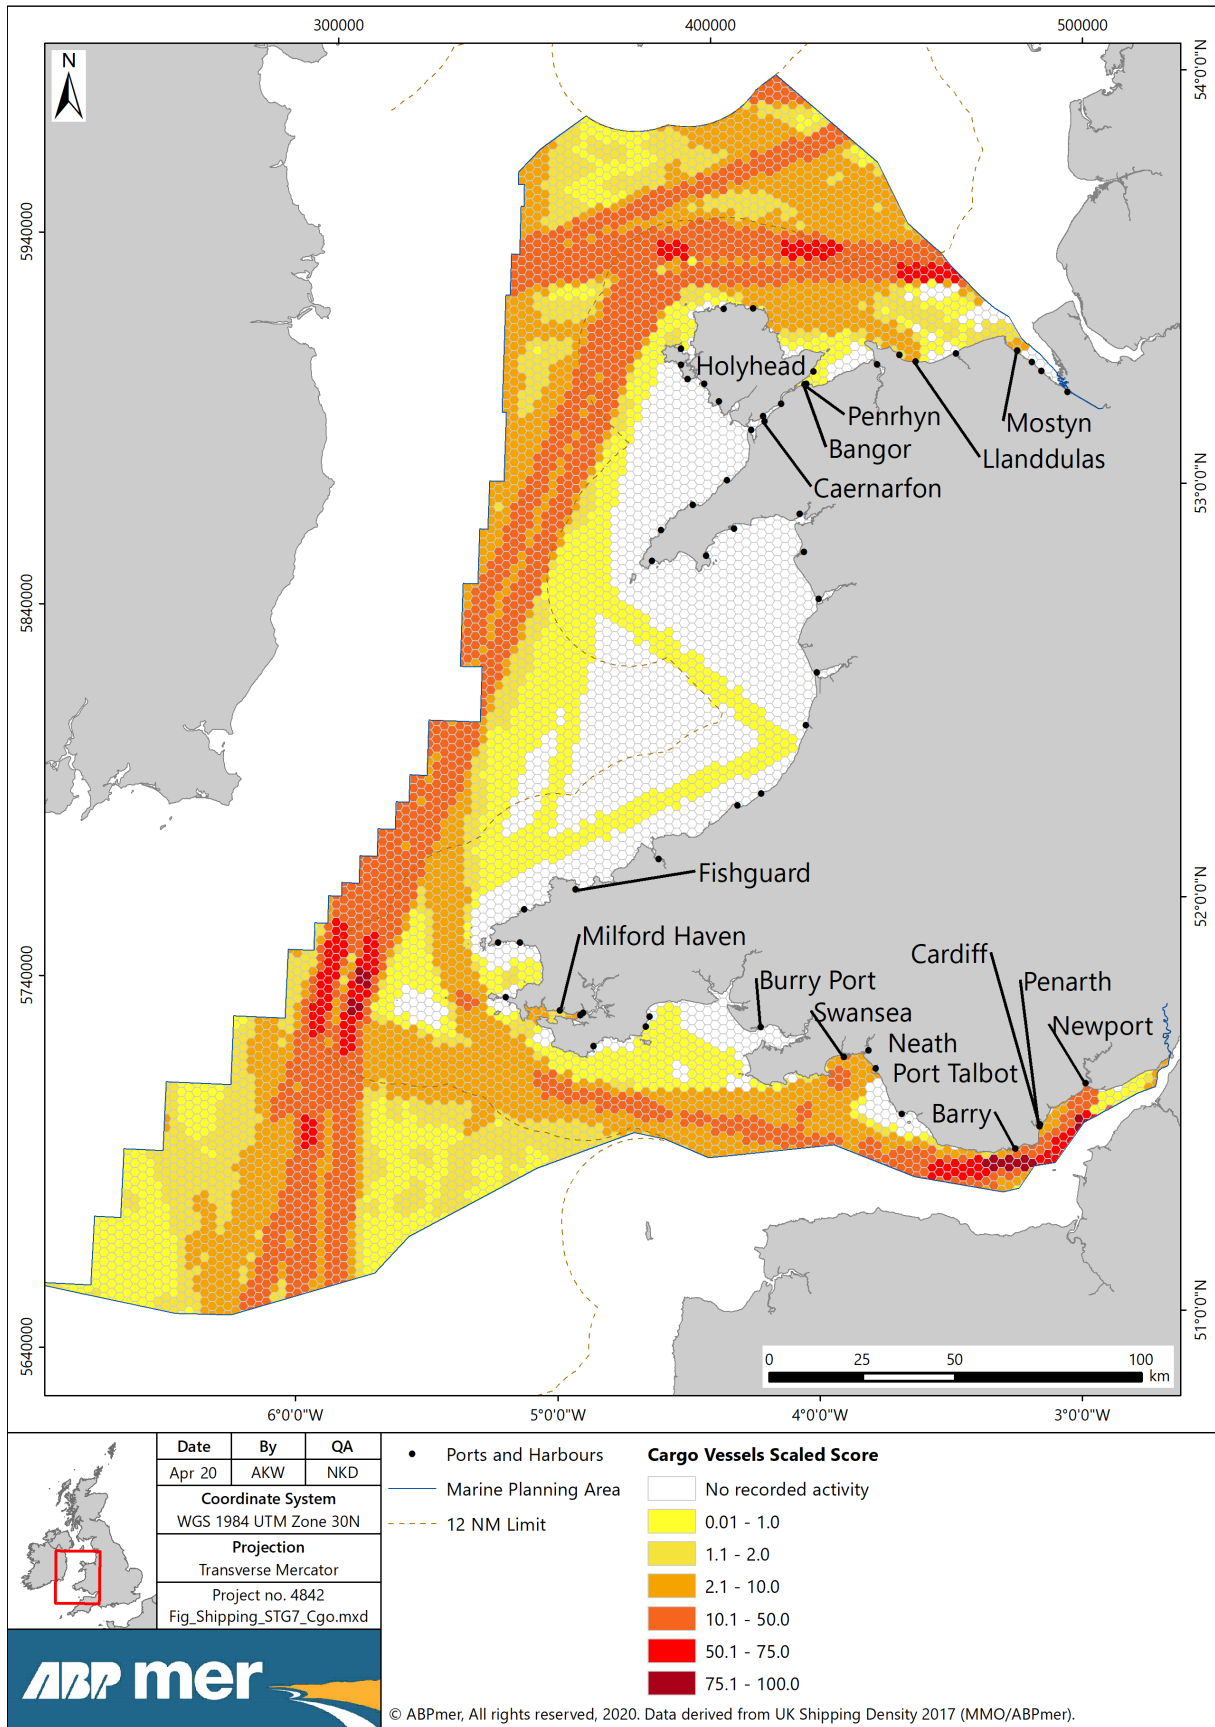 300000
400000
500000
N
54°0'0"N
5940000
Holyhead
Penrhyn
Mostyn
Bangor
Llanddulas
Caernarfon
53°0'0"N
5840000
Fishguard
52°0'0"N
Milford Haven
Cardiff
5740000
Burry Port
Penarth
Swansea
Newport
Neath
Port Talbot
Barry
51°0'0"N
5640000
0
25
50
100
km
6°0'0"W
5°0'0"W
4°0'0"W
3°0'0"W
Date
By
QA
Apr 20
AKW
NKD
Coordinate System
WGS 1984 UTM Zone 30N
Projection
Transverse Mercator
Project no. 4842
Fig_Shipping_STG7_Cgo.mxd
ABPmer
Ports and Harbours
Marine Planning Area
12 NM Limit
Cargo Vessels Scaled Score
No recorded activity
0.01 - 1.0
1.1 - 2.0
2.1 - 10.0
10.1 - 50.0
50.1 - 75.0
75.1 - 100.0
© ABPmer, All rights reserved, 2020. Data derived from UK Shipping Density 2017 (MMO/ABPmer).